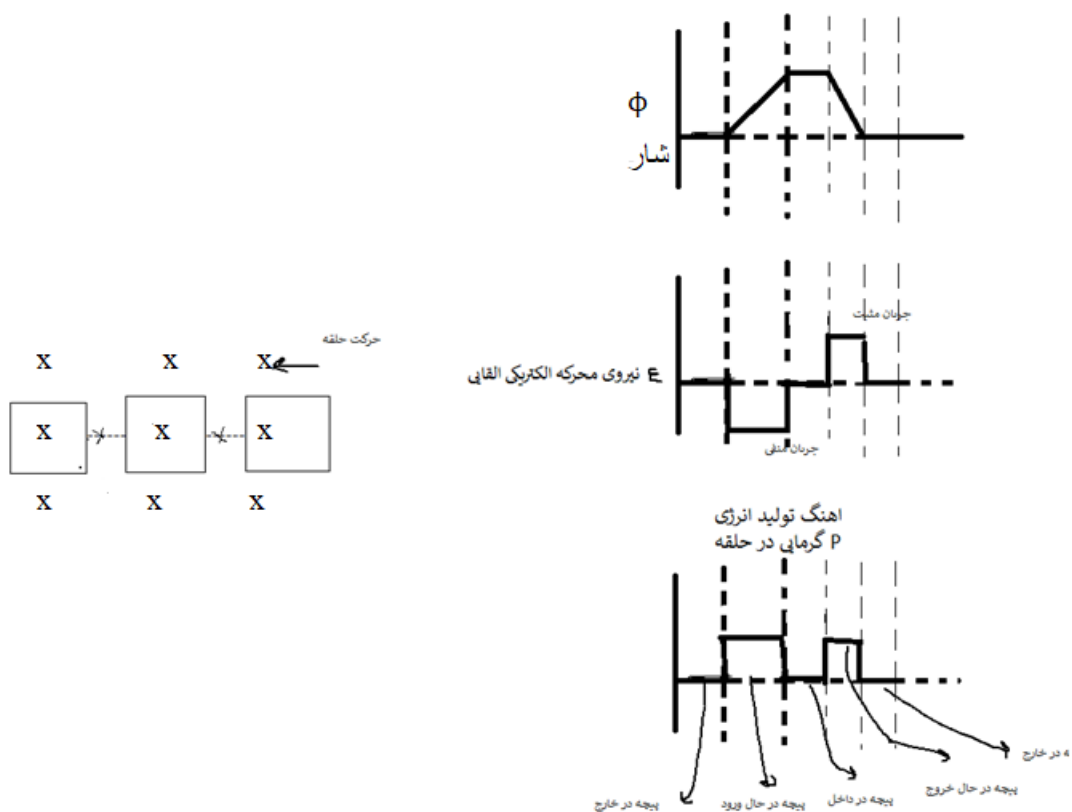 Φ
شار
جریان مثبت
E نیروی محرکه الکتریکی القایی
جریان منفی
حرکت حلقه
x x x
x x x
x x x
اهنگ تولید انرژی
P گرمایی در حلقه
ه در خارج
پیچه در حال خروج
پیچه در داخل
پیچه در حال ورود
پیچه در خارج